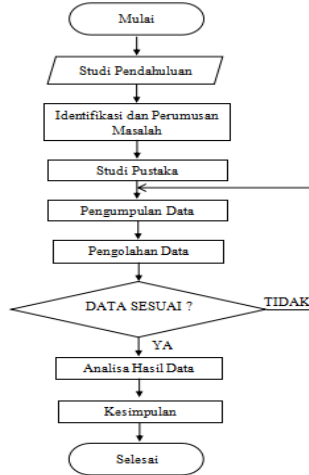 Mulai
Studi Pendahuluan
Identifikasi dan Perumusan
Masalah
Studi Pustaka
Pengumpulan Data
Pengolahan Data
DATA SESUAI ?
TIDAK
YA
Analisa Hasil Data
Kesimpulan
Selesai